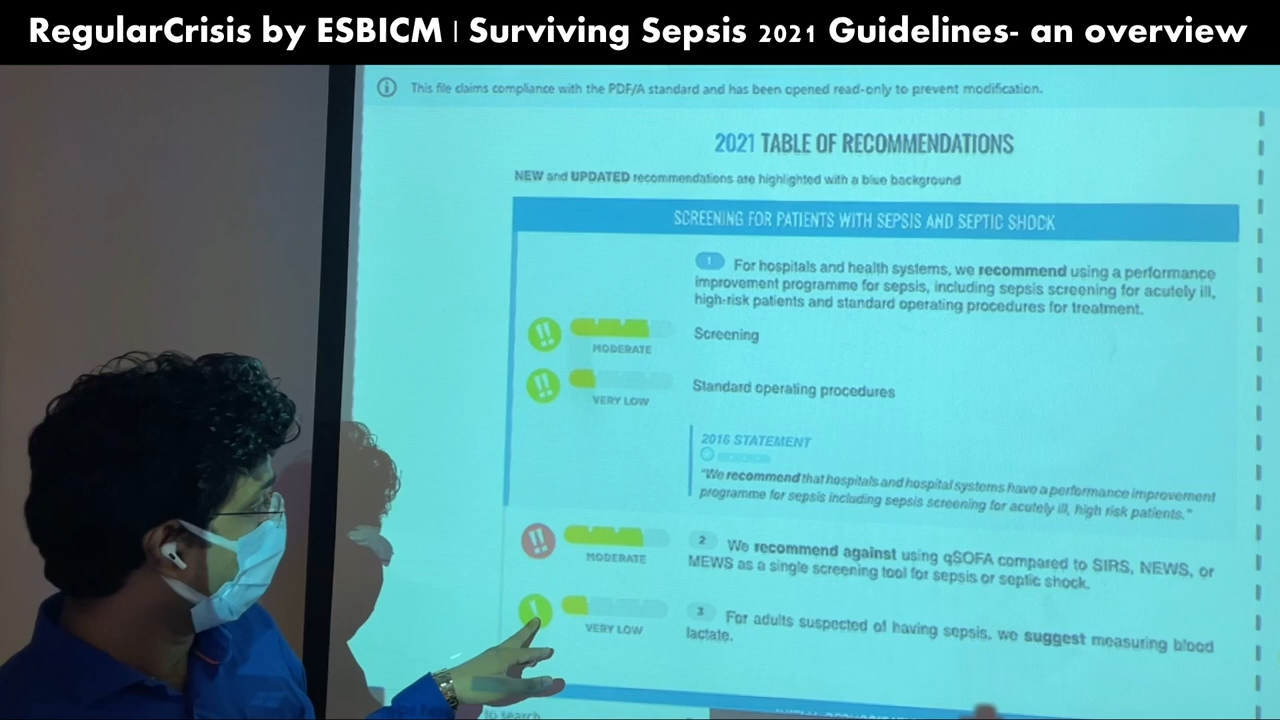 RegularCrisis by ESBICM | Surviving Sepsis 2021 Guidelines- an overview
This file claims compliance with the PDF/A standard and has been opened read-only to prevent modification.
2021 TABLE OF RECOMMENDATIONS
NEW and UPDATED recommendations are highlighted with a blue background
SCREENING FOR PATIENTS WITH SEPSIS AND SEPTIC SHOCK
1 For hospitals and health systems, we recommend using a performance
improvement programme for sepsis, including sepsis screening for acutely ill,
high-risk patients and standard operating procedures for treatment.
!! Screening
MODERATE
!! Standard operating procedures
VERY LOW
2016 STATEMENT
"We recommend that hospitals and hospital systems have a performance improvement
programme for sepsis including sepsis screening for acutely ill, high risk patients."
!! 2 We recommend against using qSOFA compared to SIRS, NEWS, or
MODERATE
MEWS as a single screening tool for sepsis or septic shock.
! 3 For adults suspected of having sepsis, we suggest measuring blood
VERY LOW
lactate.
to search